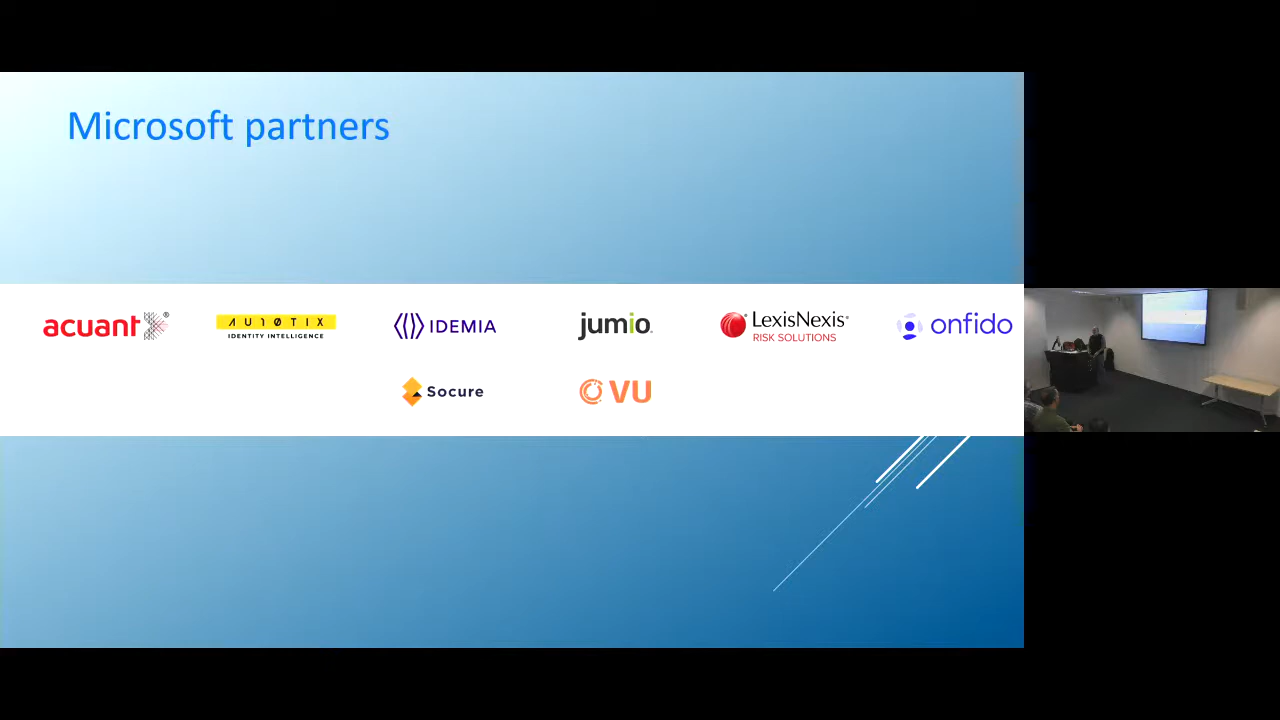 Microsoft partners
acuant®
AU10TIX
IDENTITY INTELLIGENCE
IDEMIA
jumio.
LexisNexis®
RISK SOLUTIONS
onfido
Socure
VU